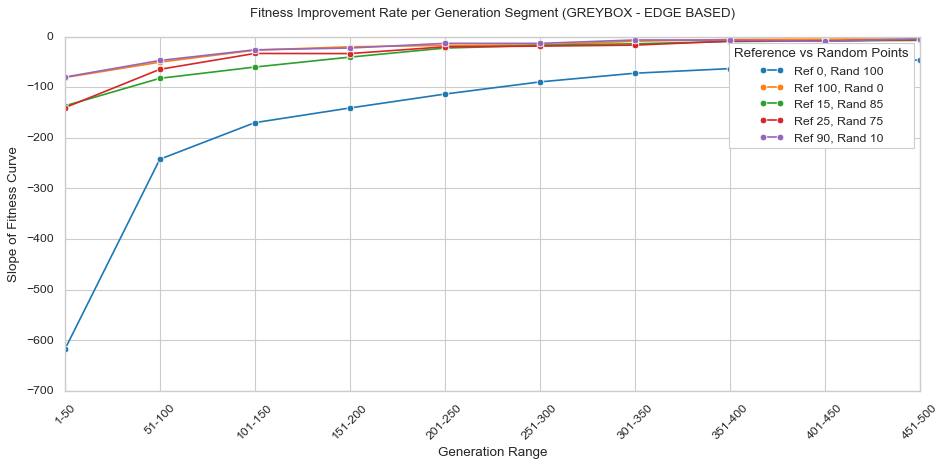 Fitness Improvement Rate per Generation Segment (GREYBOX - EDGE BASED)
Slope of Fitness Curve
0
−100
−200
−300
−400
−500
−600
−700
Reference vs Random Points
Ref 0, Rand 100
Ref 100, Rand 0
Ref 15, Rand 85
Ref 25, Rand 75
Ref 90, Rand 10
1-50
51-100
101-150
151-200
201-250
251-300
301-350
351-400
401-450
451-500
Generation Range